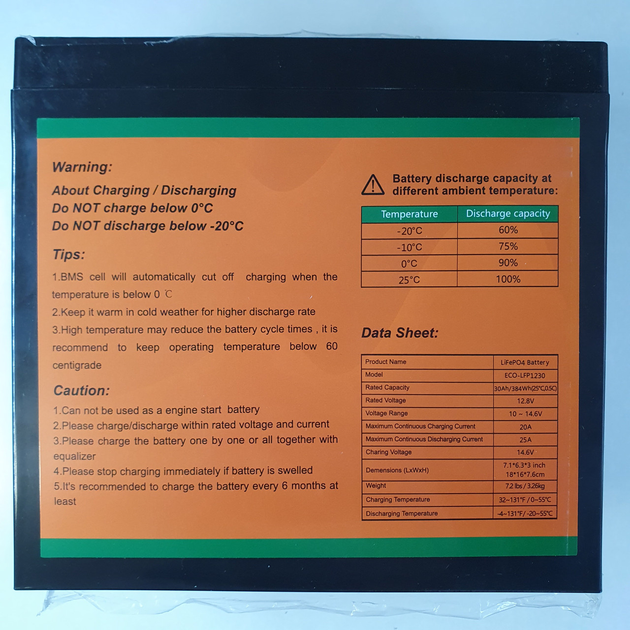 Warning:
About Charging / Discharging
Do NOT charge below 0°C
Do NOT discharge below -20°C
Tips:
1.BMS cell will automatically cut off charging when the
temperature is below 0 ℃
2.Keep it warm in cold weather for higher discharge rate
3.High temperature may reduce the battery cycle times , it is
recommend to keep operating temperature below 60
centigrade
Caution:
1.Can not be used as a engine start battery
2.Please charge/discharge within rated voltage and current
3.Please charge the battery one by one or all together with
equalizer
4.Please stop charging immediately if battery is swelled
5.It's recommended to charge the battery every 6 months at
least
Battery discharge capacity at
different ambient temperature:
Temperature Discharge capacity
-20°C 60%
-10°C 75%
0°C 90%
25°C 100%
Data Sheet:
Product Name LiFePO4 Battery
Model ECO-LFP1230
Rated Capacity 30Ah/384Wh(25℃,0.5C)
Rated Voltage 12.8V
Voltage Range 10 ~ 14.6V
Maximum Continuous Charging Current 20A
Maximum Continuous Discharging Current 25A
Charing Voltage 14.6V
Demensions (LxWxH) 7.1*6.3*3 inch
18*16*7.6cm
Weight 7.2 lbs / 3.26kg
Charging Temperature 32~131°F / 0~55℃
Discharging Temperature -4~131°F/ -20~55℃